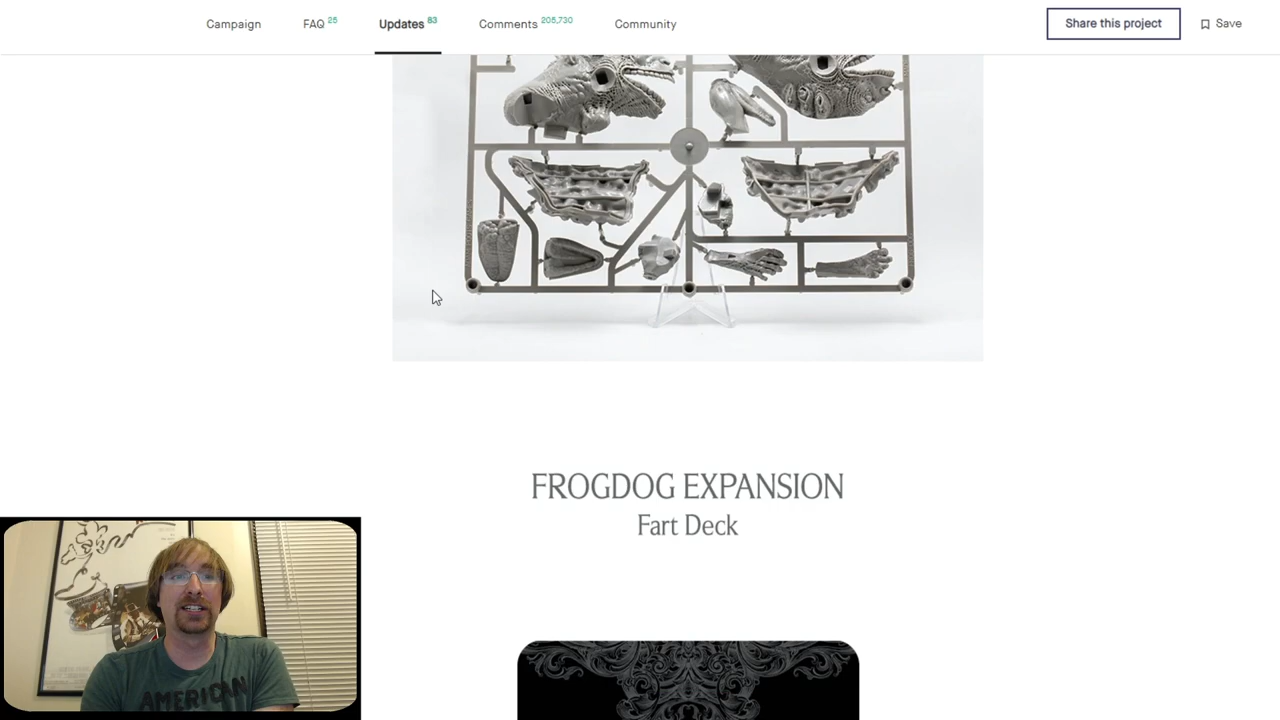 Campaign FAQ 25 Updates 83 Comments 205,730 Community Share this project Save
FROGDOG EXPANSION
Fart Deck
AMERICAN